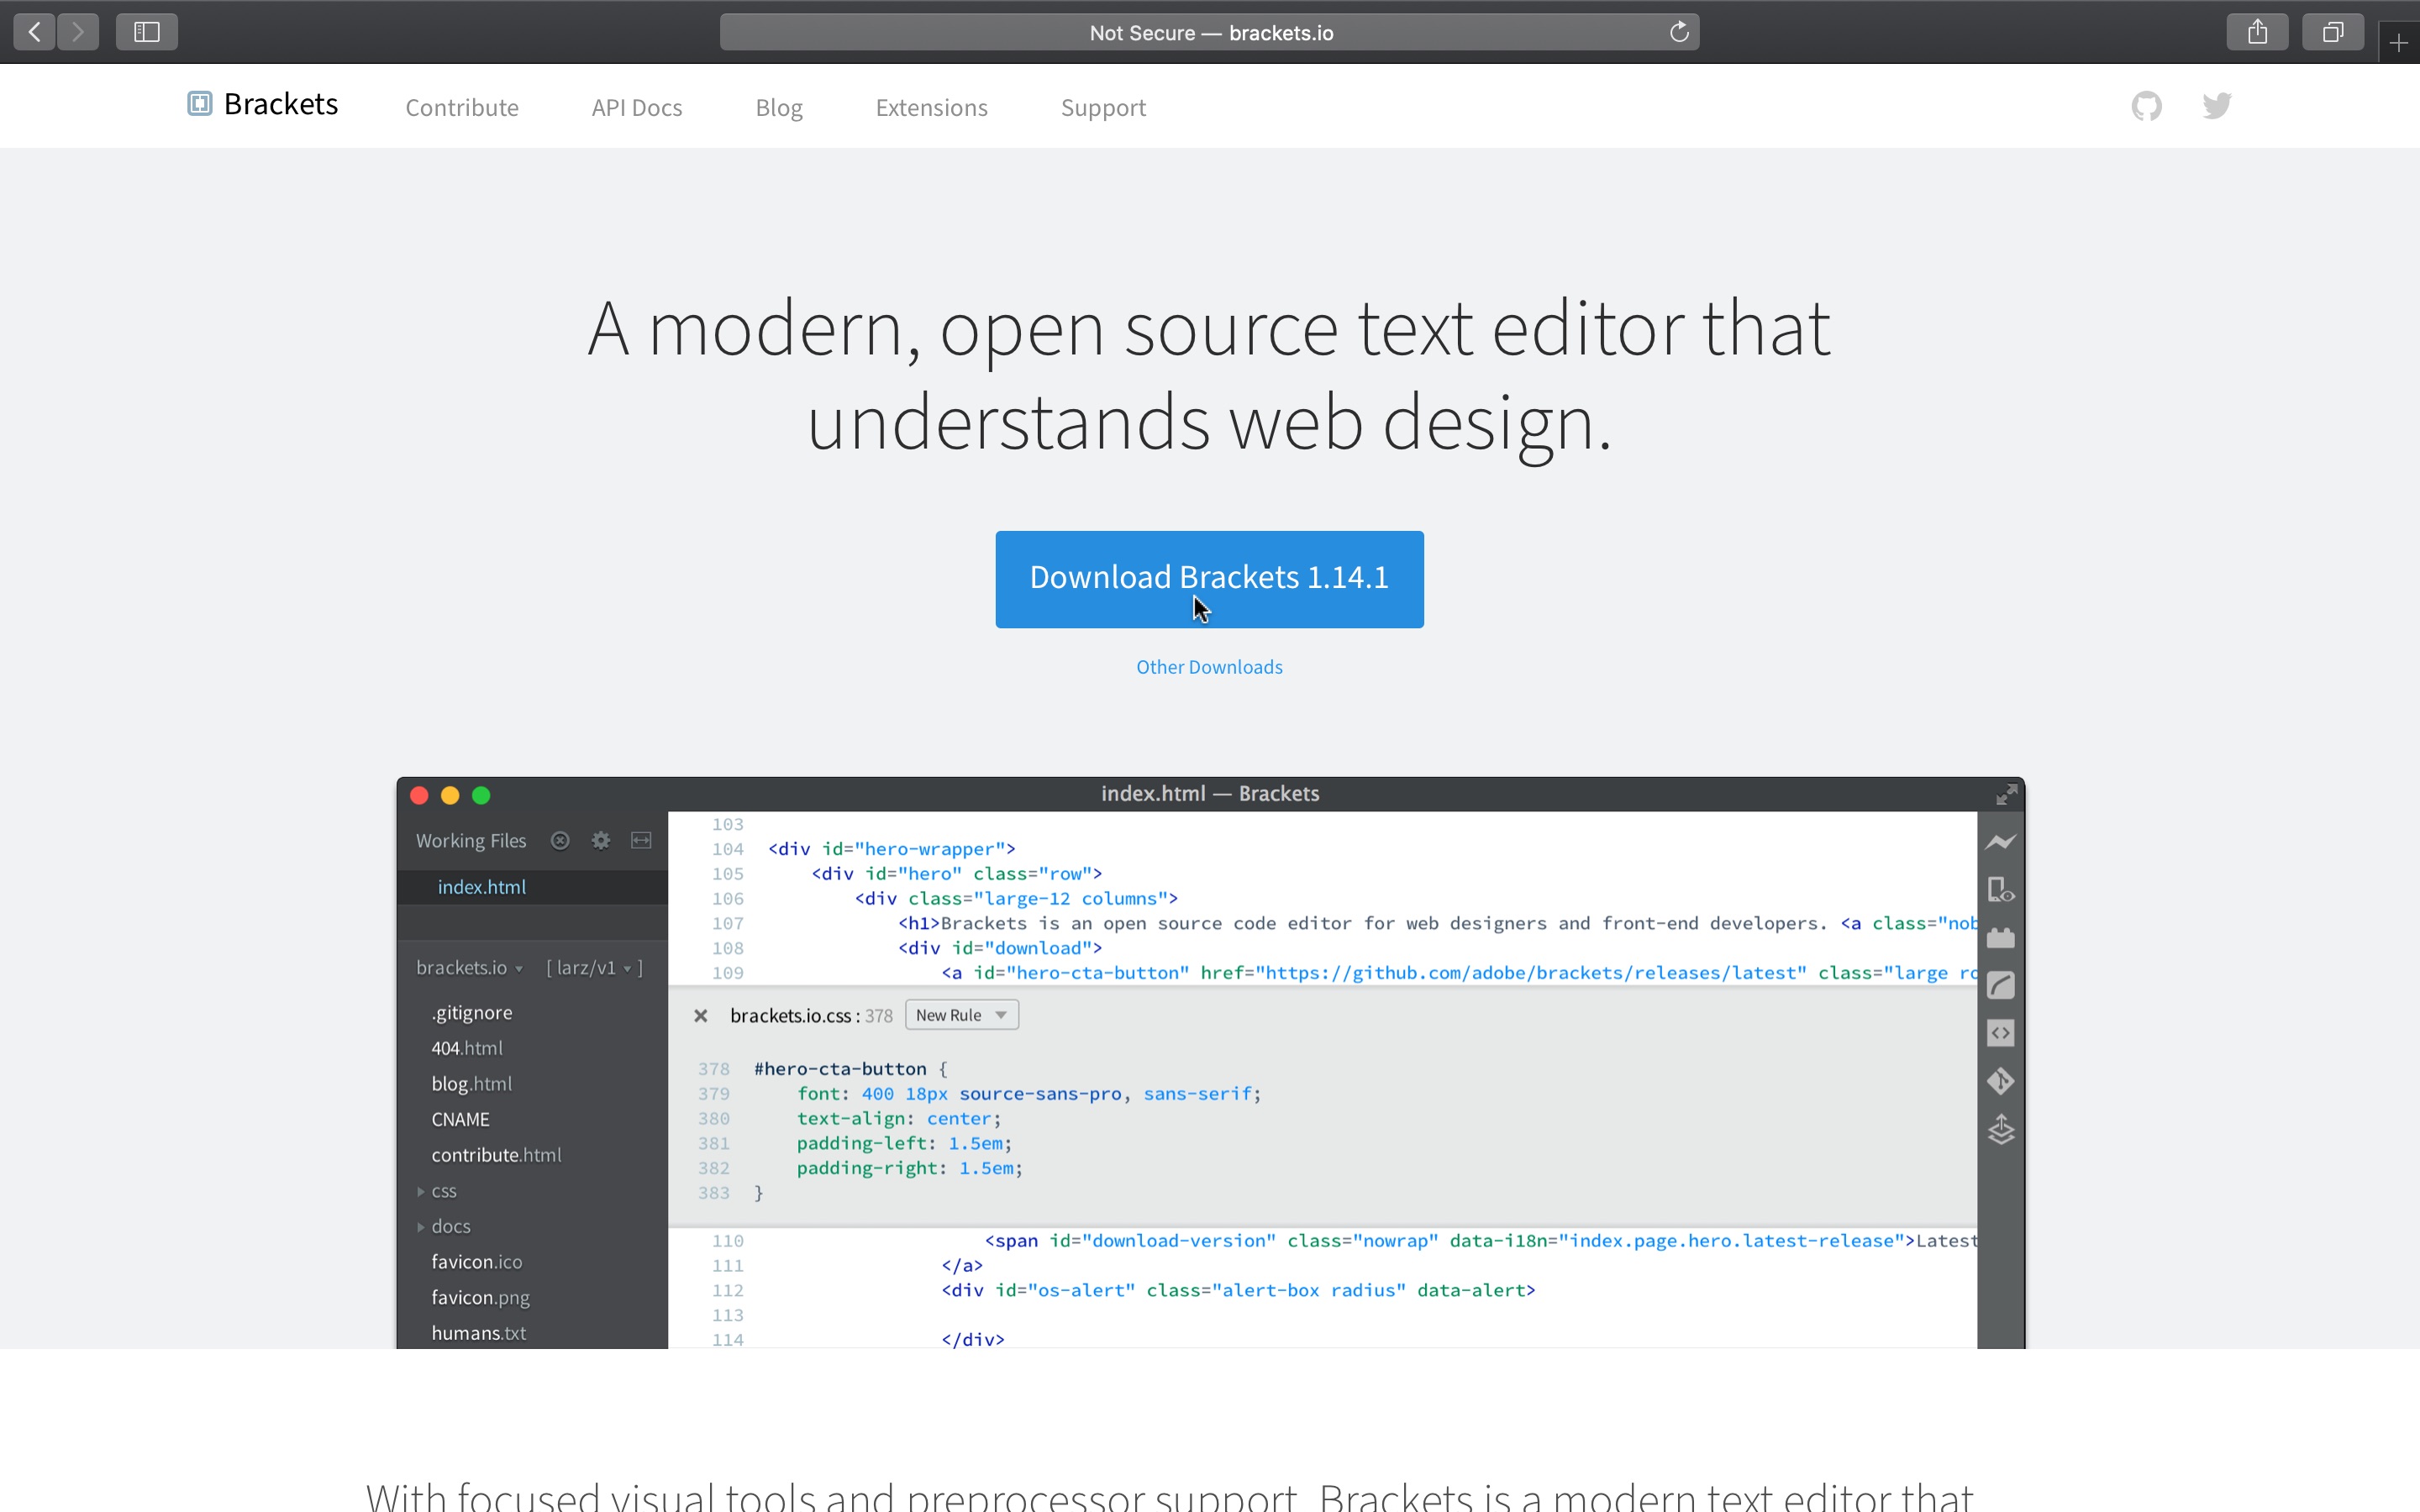 Not Secure — brackets.io
Brackets
Contribute
API Docs
Blog
Extensions
Support
A modern, open source text editor that
understands web design.
Download Brackets 1.14.1
Other Downloads
index.html — Brackets
Working Files
index.html
brackets.io [ larz/v1 ]
.gitignore
404.html
blog.html
CNAME
contribute.html
css
docs
favicon.ico
favicon.png
humans.txt
103
104 <div id="hero-wrapper">
105 <div id="hero" class="row">
106 <div class="large-12 columns">
107 <h1>Brackets is an open source code editor for web designers and front-end developers. <a class="nob
108 <div id="download">
109 <a id="hero-cta-button" href="https://github.com/adobe/brackets/releases/latest" class="large ro
brackets.io.css : 378 New Rule
378 #hero-cta-button {
379 font: 400 18px source-sans-pro, sans-serif;
380 text-align: center;
381 padding-left: 1.5em;
382 padding-right: 1.5em;
383 }
110 <span id="download-version" class="nowrap" data-i18n="index.page.hero.latest-release">Latest
111 </a>
112 <div id="os-alert" class="alert-box radius" data-alert>
113
114 </div>
With focused visual tools and preprocessor support, Brackets is a modern text editor that